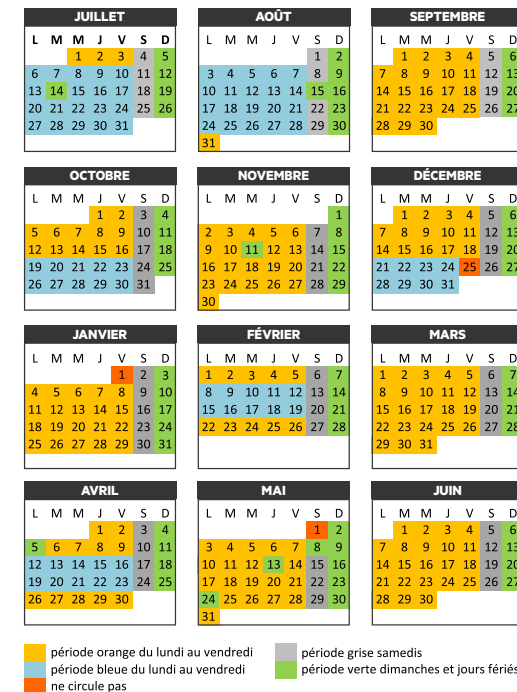 JUILLET
L M M J V S D
1 2 3 4 5
6 7 8 9 10 11 12
13 14 15 16 17 18 19
20 21 22 23 24 25 26
27 28 29 30 31
AOÛT
L M M J V S D
1 2
3 4 5 6 7 8 9
10 11 12 13 14 15 16
17 18 19 20 21 22 23
24 25 26 27 28 29 30
31
SEPTEMBRE
L M M J V S D
1 2 3 4 5 6
7 8 9 10 11 12 13
14 15 16 17 18 19 20
21 22 23 24 25 26 27
28 29 30
OCTOBRE
L M M J V S D
1 2 3 4
5 6 7 8 9 10 11
12 13 14 15 16 17 18
19 20 21 22 23 24 25
26 27 28 29 30 31
NOVEMBRE
L M M J V S D
1
2 3 4 5 6 7 8
9 10 11 12 13 14 15
16 17 18 19 20 21 22
23 24 25 26 27 28 29
30
DÉCEMBRE
L M M J V S D
1 2 3 4 5 6
7 8 9 10 11 12 13
14 15 16 17 18 19 20
21 22 23 24 25 26 27
28 29 30 31
JANVIER
L M M J V S D
1 2 3
4 5 6 7 8 9 10
11 12 13 14 15 16 17
18 19 20 21 22 23 24
25 26 27 28 29 30 31
FÉVRIER
L M M J V S D
1 2 3 4 5 6 7
8 9 10 11 12 13 14
15 16 17 18 19 20 21
22 23 24 25 26 27 28
MARS
L M M J V S D
1 2 3 4 5 6 7
8 9 10 11 12 13 14
15 16 17 18 19 20 21
22 23 24 25 26 27 28
29 30 31
AVRIL
L M M J V S D
1 2 3 4
5 6 7 8 9 10 11
12 13 14 15 16 17 18
19 20 21 22 23 24 25
26 27 28 29 30
MAI
L M M J V S D
1 2
3 4 5 6 7 8 9
10 11 12 13 14 15 16
17 18 19 20 21 22 23
24 25 26 27 28 29 30
31
JUIN
L M M J V S D
1 2 3 4 5 6
7 8 9 10 11 12 13
14 15 16 17 18 19 20
21 22 23 24 25 26 27
28 29 30
période orange du lundi au vendredi
période bleue du lundi au vendredi
ne circule pas
période grise samedis
période verte dimanches et jours fériés